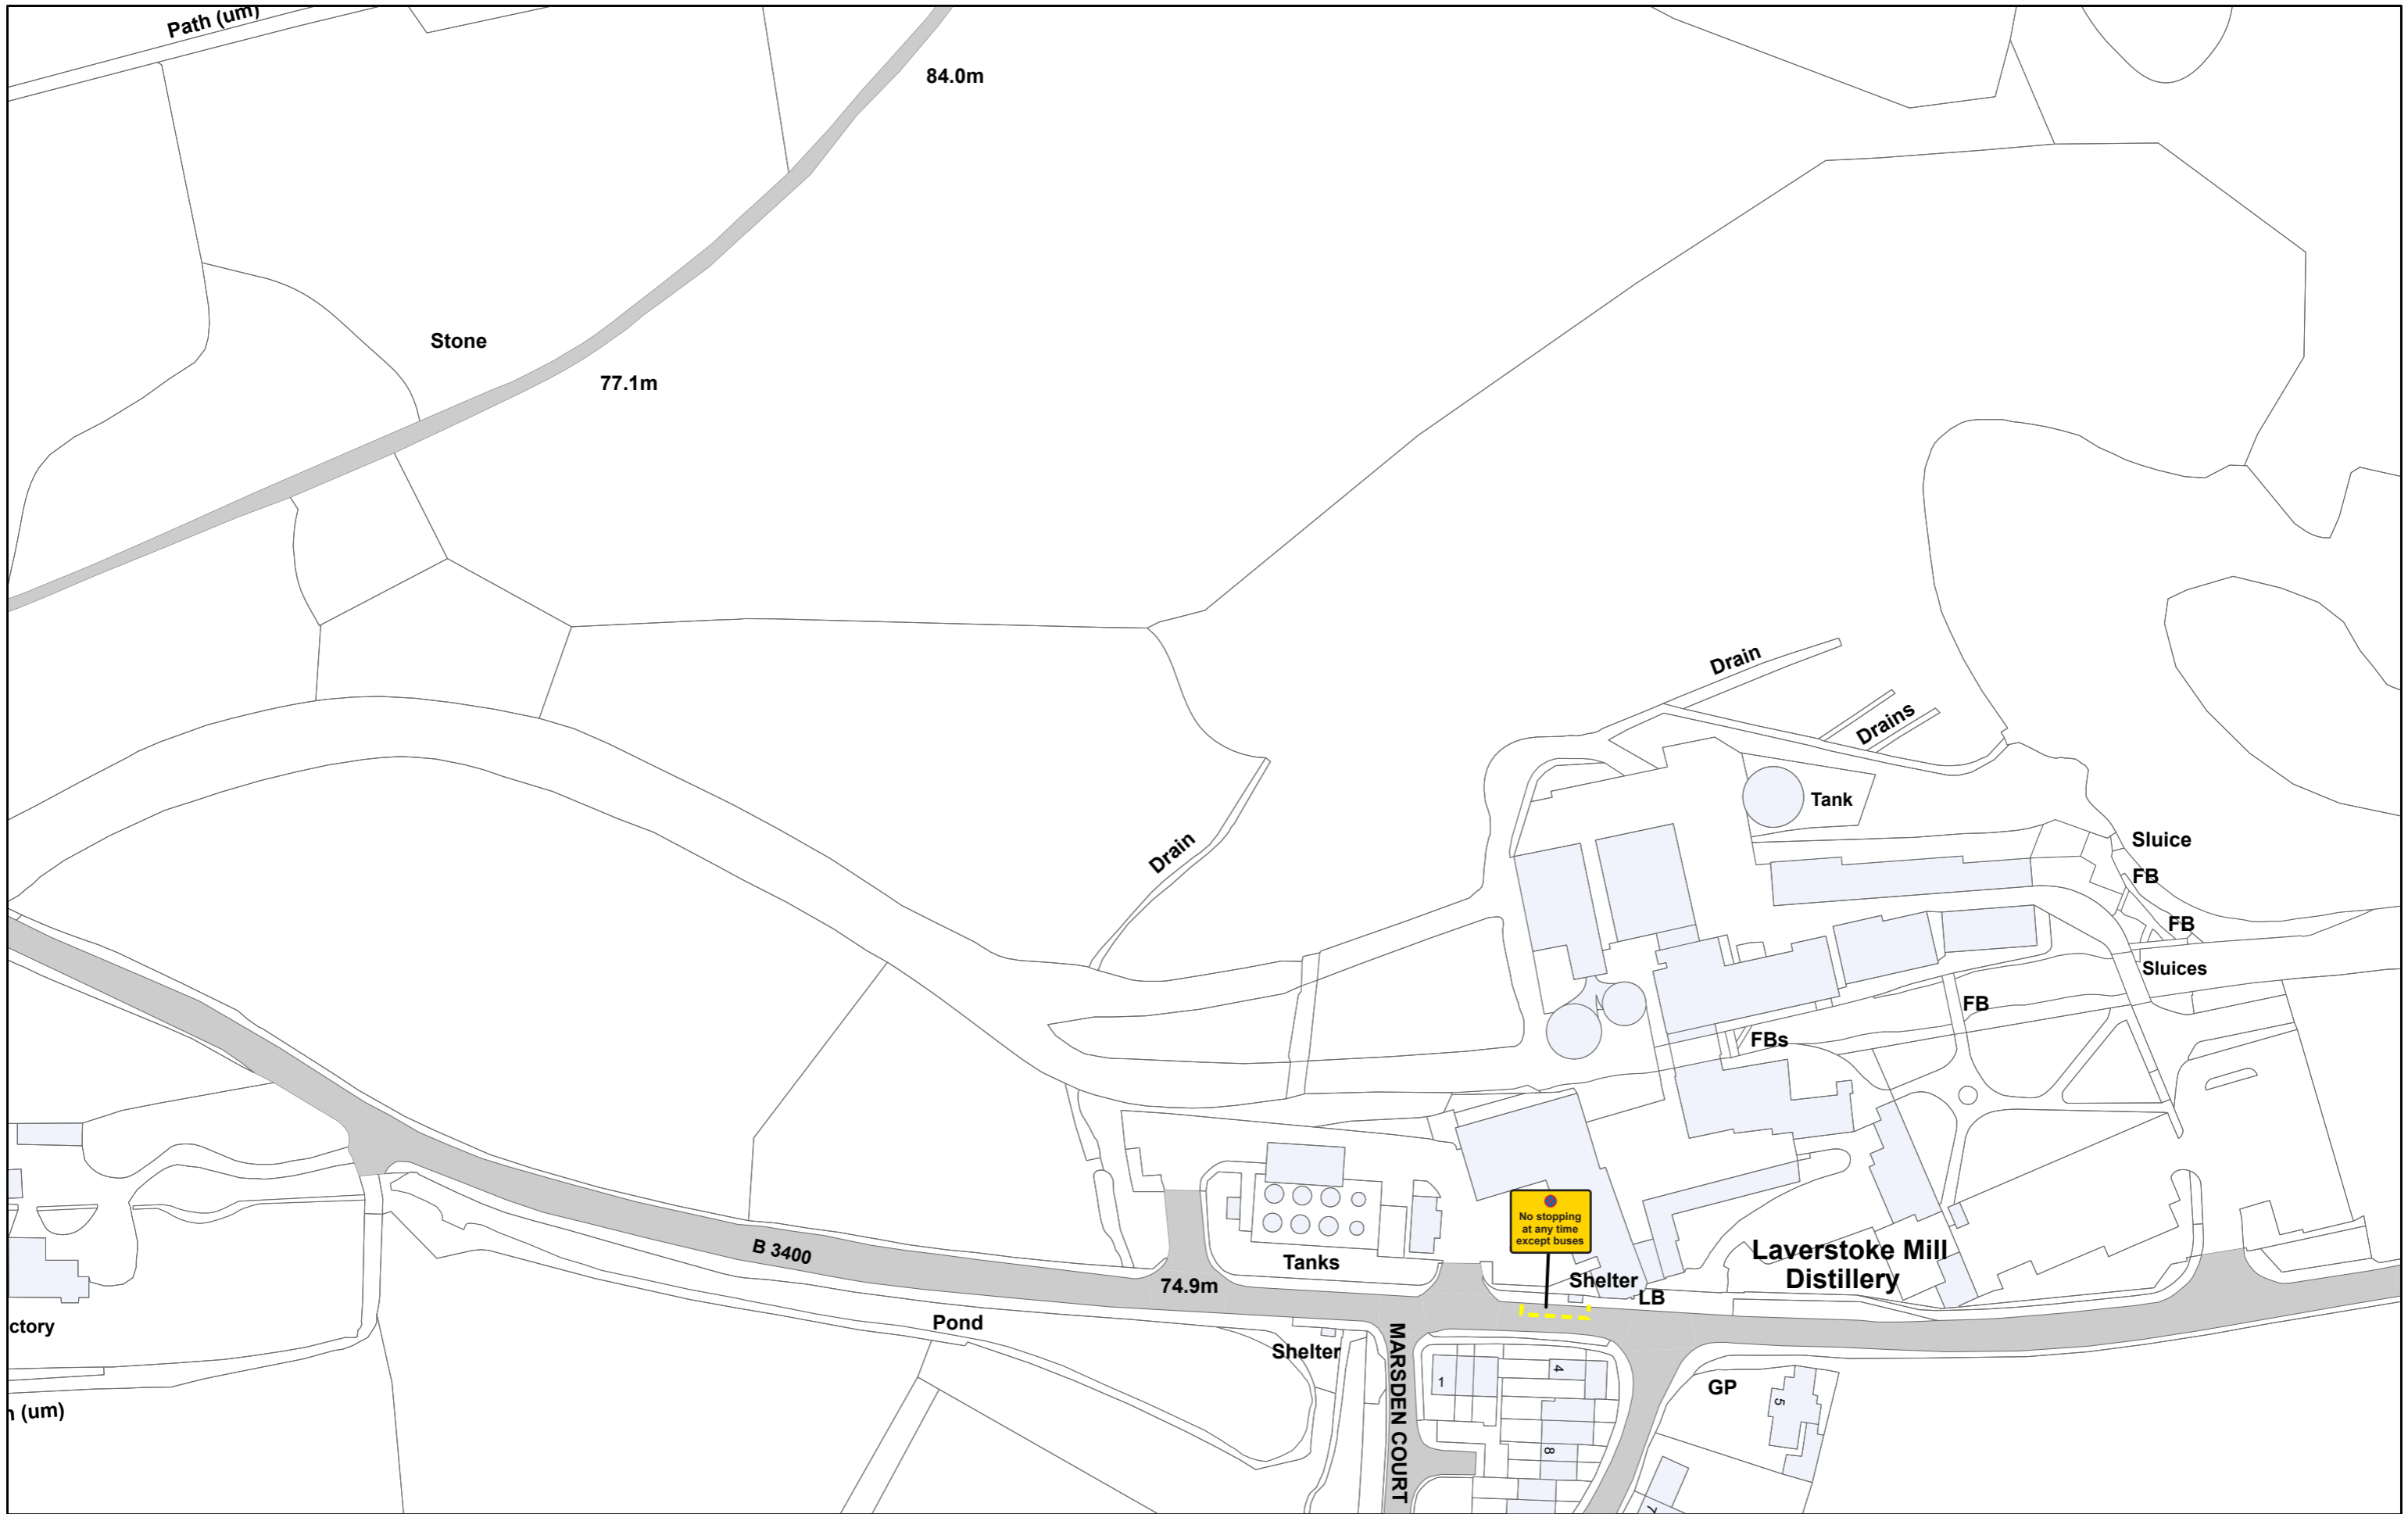 Path (um)
84.0m
Stone
77.1m
Drain
Drains
Tank
Sluice
Drain
FB
FB
Sluices
FB
FBs
No stopping
at any time
except buses
B 3400
Laverstoke Mill
Distillery
Tanks
Shelter
74.9m
LB
Pond
ctory
MARSDEN COURT
Shelter
4
1
GP
5
(um)
8
7